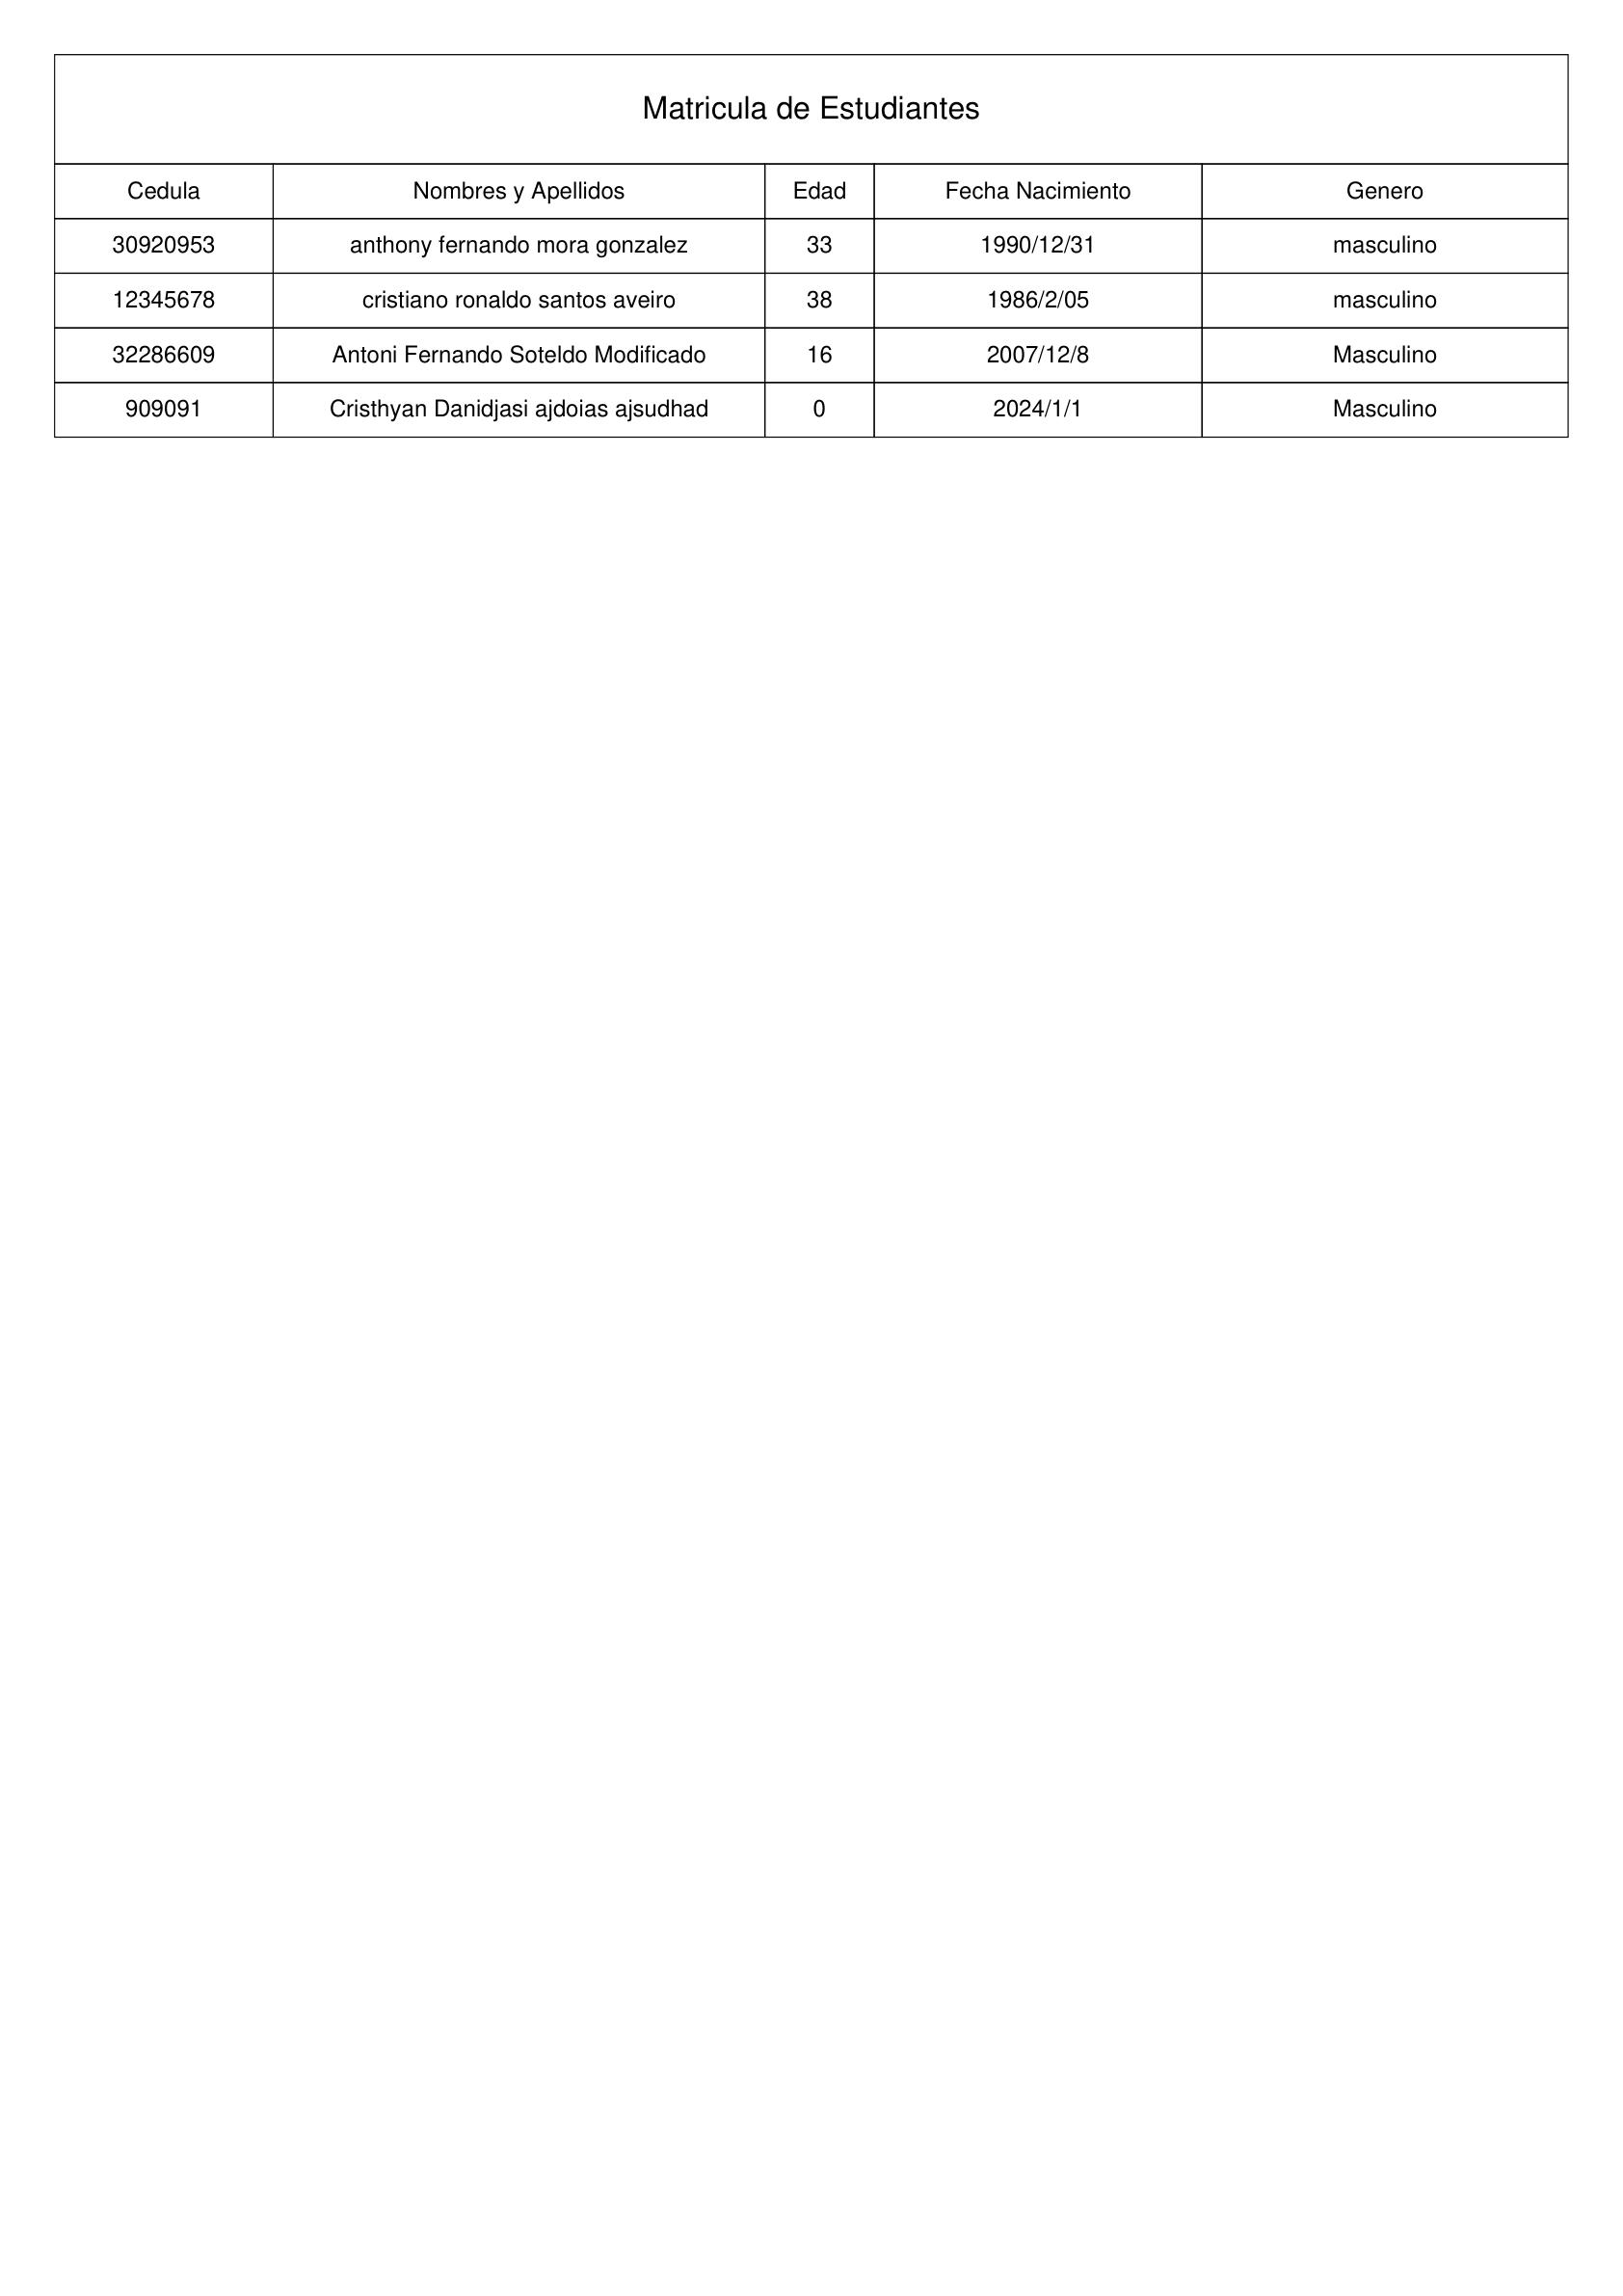 Matricula de Estudiantes
Cedula Nombres y Apellidos Edad Fecha Nacimiento Genero
30920953 anthony fernando mora gonzalez 33 1990/12/31 masculino
12345678 cristiano ronaldo santos aveiro 38 1986/2/05 masculino
32286609 Antoni Fernando Soteldo Modificado 16 2007/12/8 Masculino
909091 Cristhyan Danidjasi ajdoias ajsudhad 0 2024/1/1 Masculino